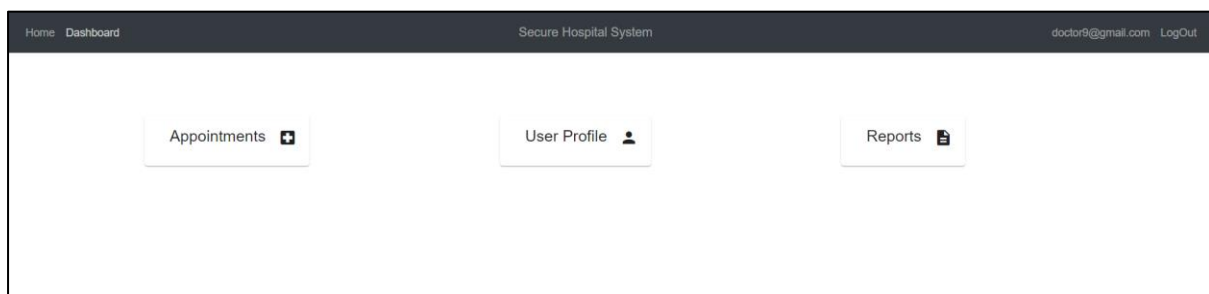 Home Dashboard Secure Hospital System doctor9@gmail.com LogOut
Appointments User Profile Reports